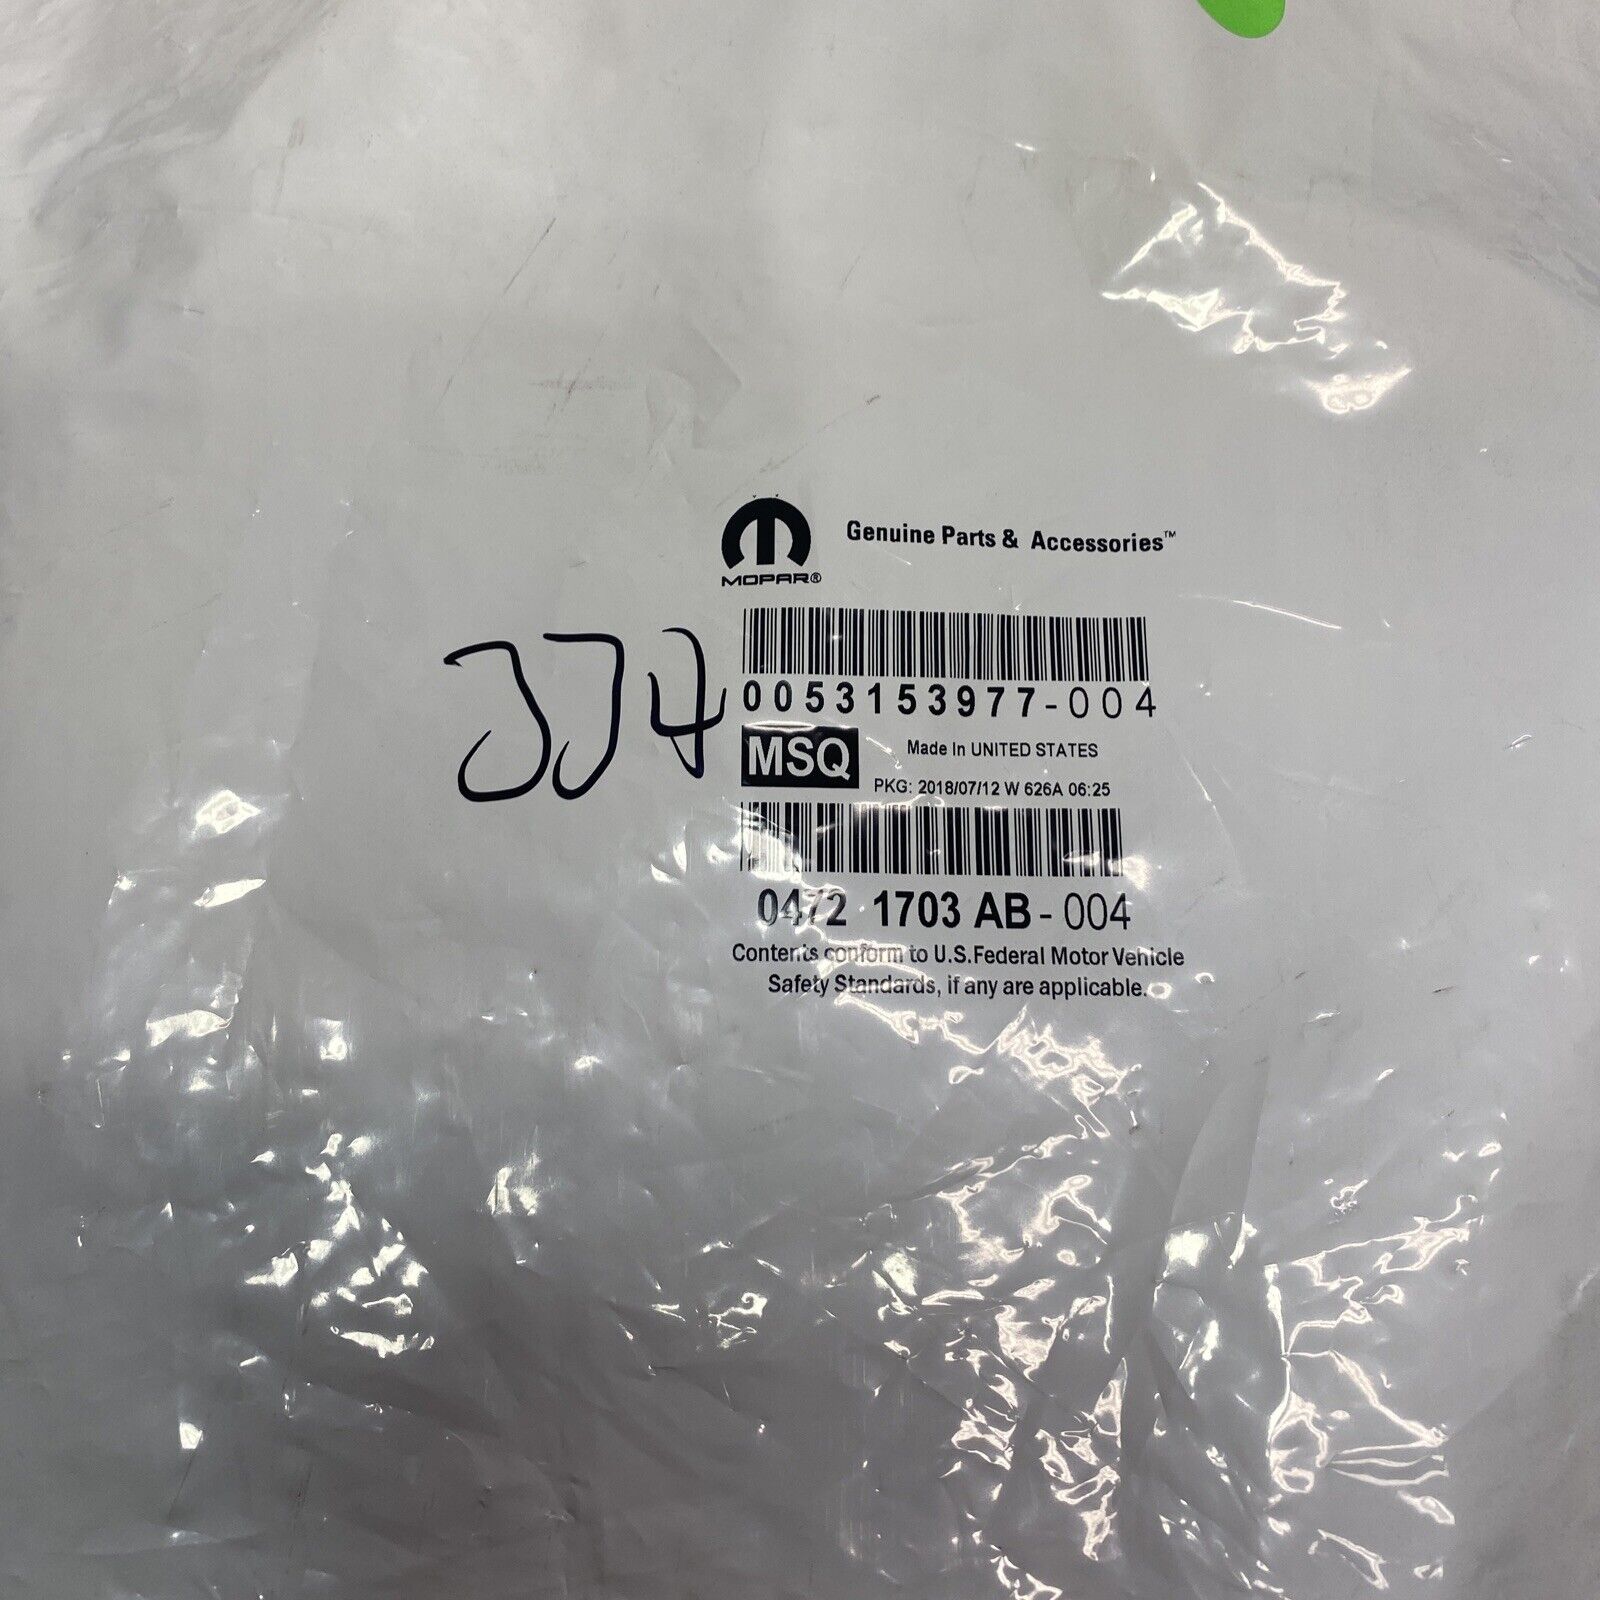 Genuine Parts & Accessories™
MOPAR®
0053153977-004
MSQ
Made In UNITED STATES
PKG: 2018/07/12 W 626A 06:25
0472 1703 AB-004
Contents conform to U.S.Federal Motor Vehicle
Safety Standards, if any are applicable.